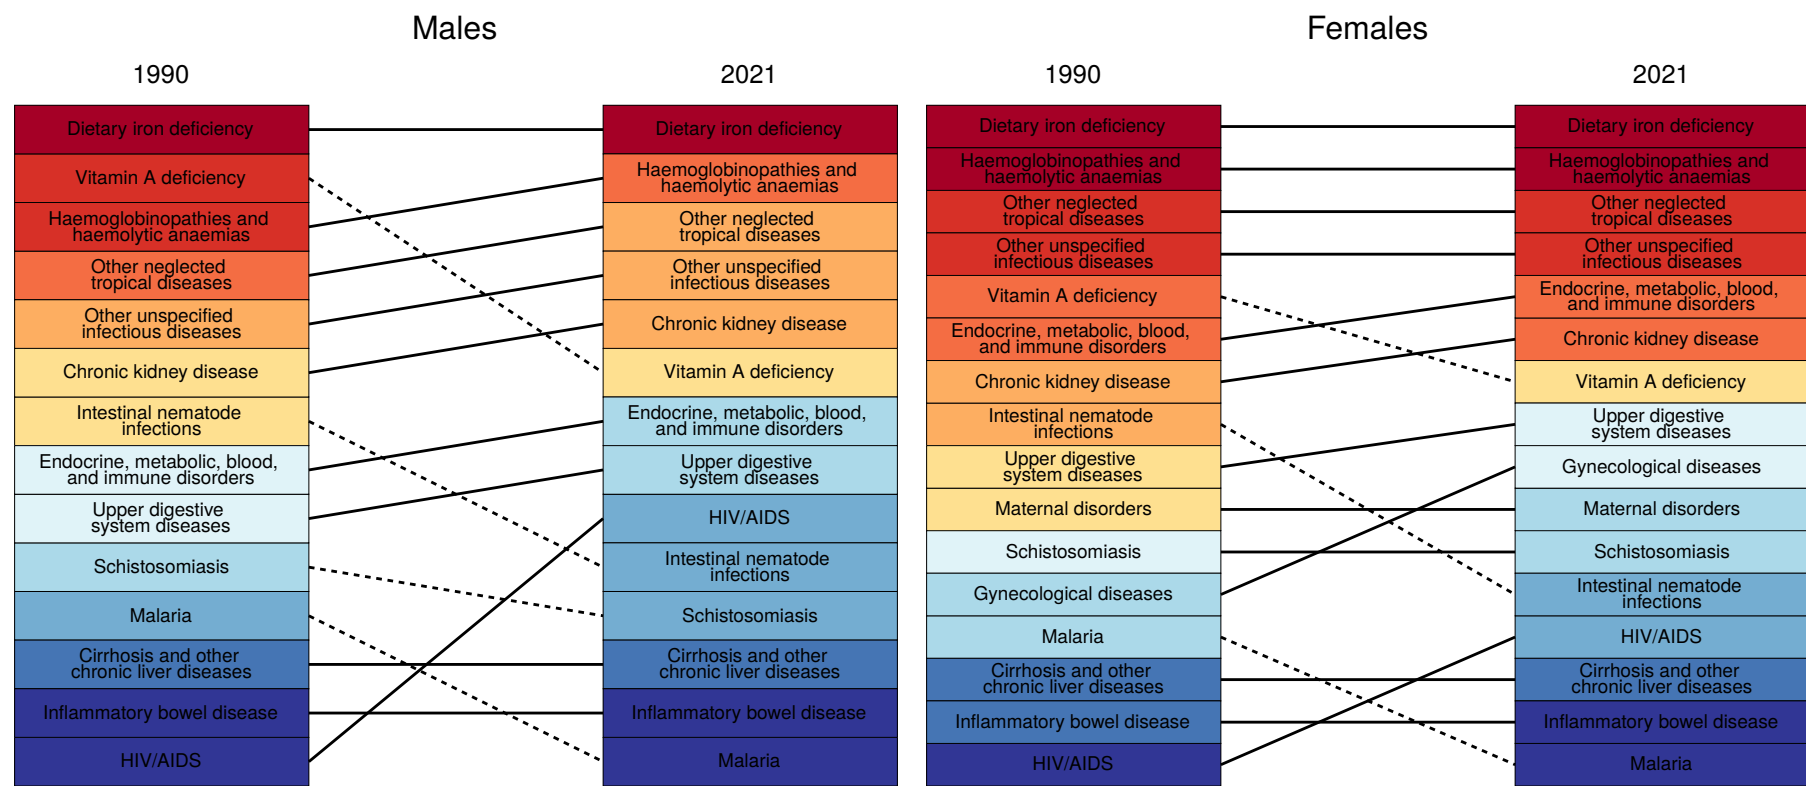 Males
1990
2021
Dietary iron deficiency
Vitamin A deficiency
Haemoglobinopathies and
haemolytic anaemias
Other neglected
tropical diseases
Other unspecified
infectious diseases
Chronic kidney disease
Intestinal nematode
infections
Endocrine, metabolic, blood,
and immune disorders
Upper digestive
system diseases
Schistosomiasis
Malaria
Cirrhosis and other
chronic liver diseases
Inflammatory bowel disease
HIV/AIDS
Dietary iron deficiency
Haemoglobinopathies and
haemolytic anaemias
Other neglected
tropical diseases
Other unspecified
infectious diseases
Chronic kidney disease
Vitamin A deficiency
Endocrine, metabolic, blood,
and immune disorders
Upper digestive
system diseases
HIV/AIDS
Intestinal nematode
infections
Schistosomiasis
Cirrhosis and other
chronic liver diseases
Inflammatory bowel disease
Malaria
Females
1990
2021
Dietary iron deficiency
Haemoglobinopathies and
haemolytic anaemias
Other neglected
tropical diseases
Other unspecified
infectious diseases
Vitamin A deficiency
Endocrine, metabolic, blood,
and immune disorders
Chronic kidney disease
Intestinal nematode
infections
Upper digestive
system diseases
Maternal disorders
Schistosomiasis
Gynecological diseases
Malaria
Cirrhosis and other
chronic liver diseases
Inflammatory bowel disease
HIV/AIDS
Dietary iron deficiency
Haemoglobinopathies and
haemolytic anaemias
Other neglected
tropical diseases
Other unspecified
infectious diseases
Endocrine, metabolic, blood,
and immune disorders
Chronic kidney disease
Vitamin A deficiency
Upper digestive
system diseases
Gynecological diseases
Maternal disorders
Schistosomiasis
Intestinal nematode
infections
HIV/AIDS
Cirrhosis and other
chronic liver diseases
Inflammatory bowel disease
Malaria